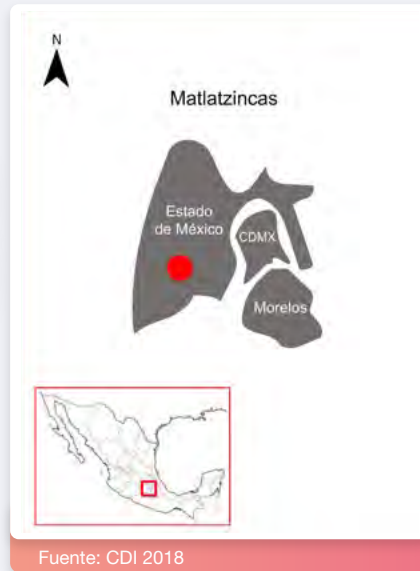 N
Matlatzincas
Estado
de México
CDMX
Morelos
Fuente: CDI 2018